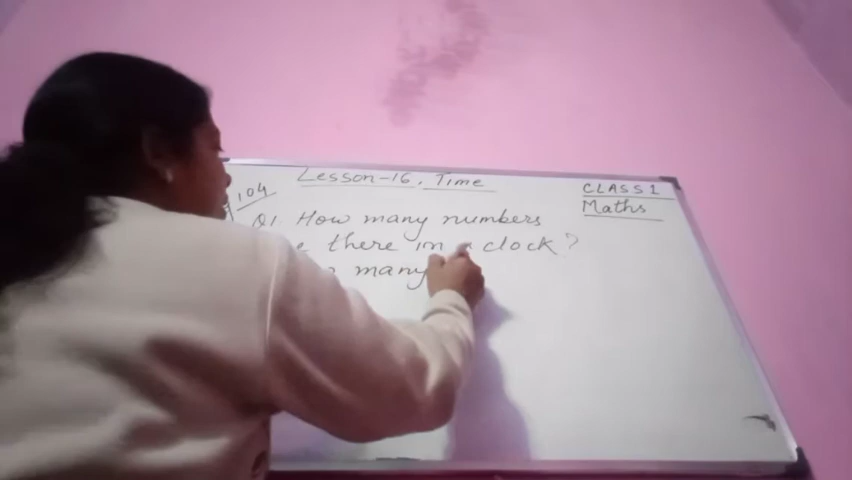 Lesson-16. Time
CLASS 1
Maths
104
Q1. How many numbers
there in a clock?
many